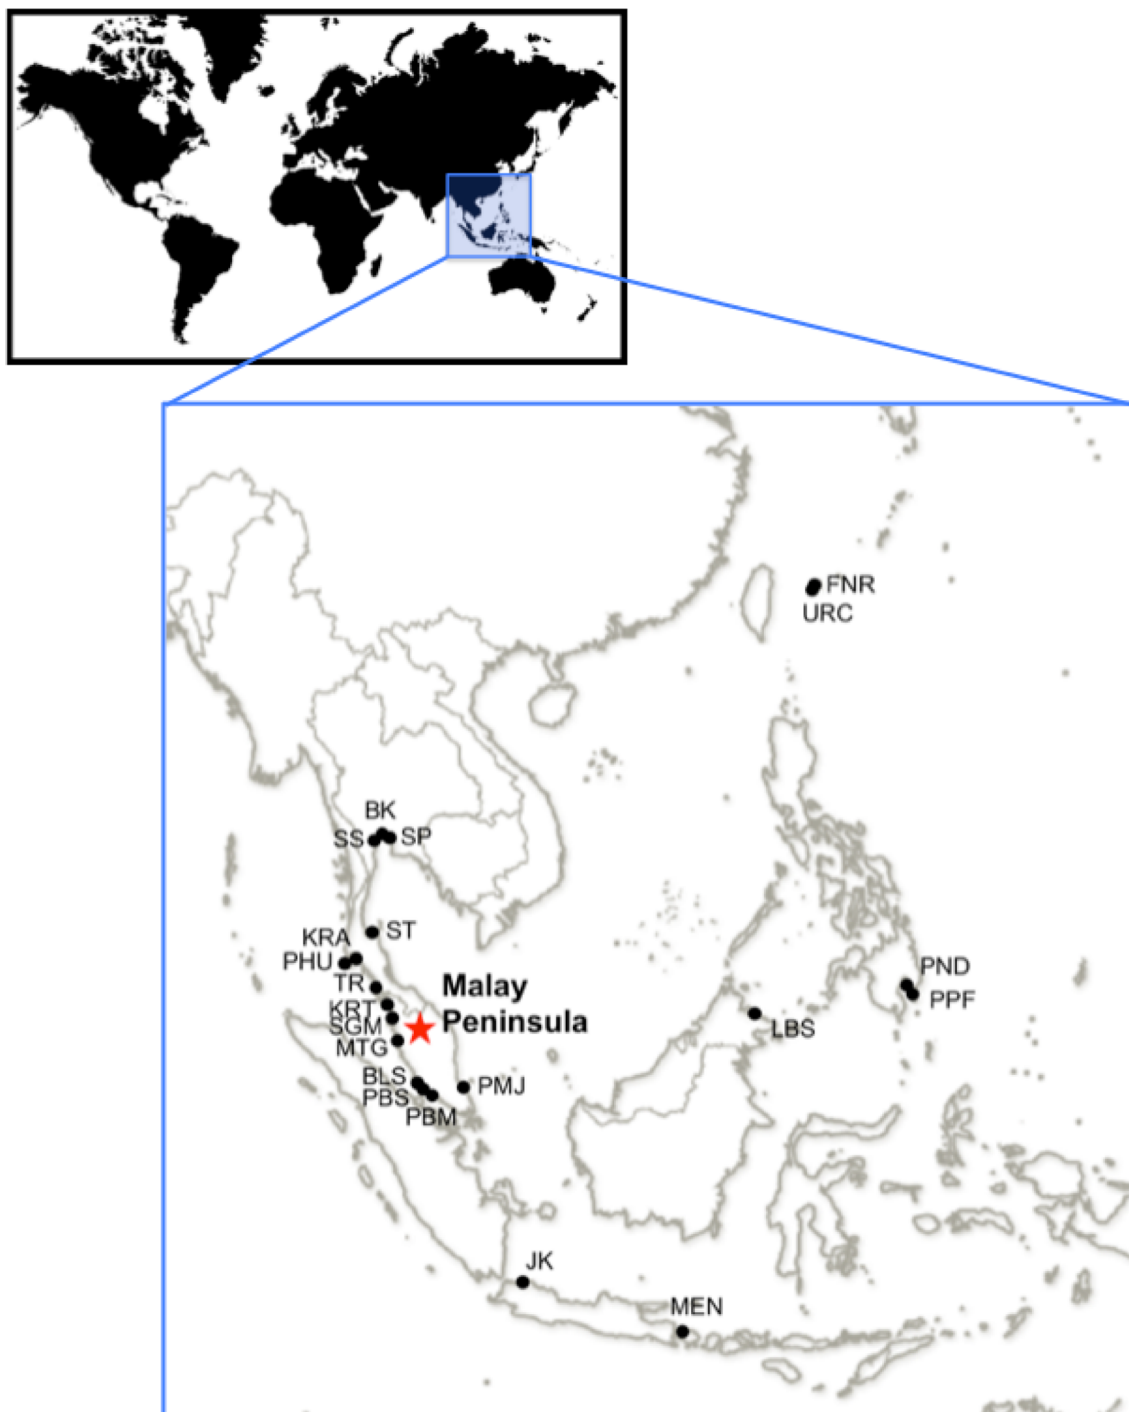 FNR
URC
BK
SS
SP
ST
KRA
PHU
TR
Malay
Peninsula
KRT
SGM
MTG
PND
PPF
LBS
BLS
PBS
PBM
PMJ
JK
MEN